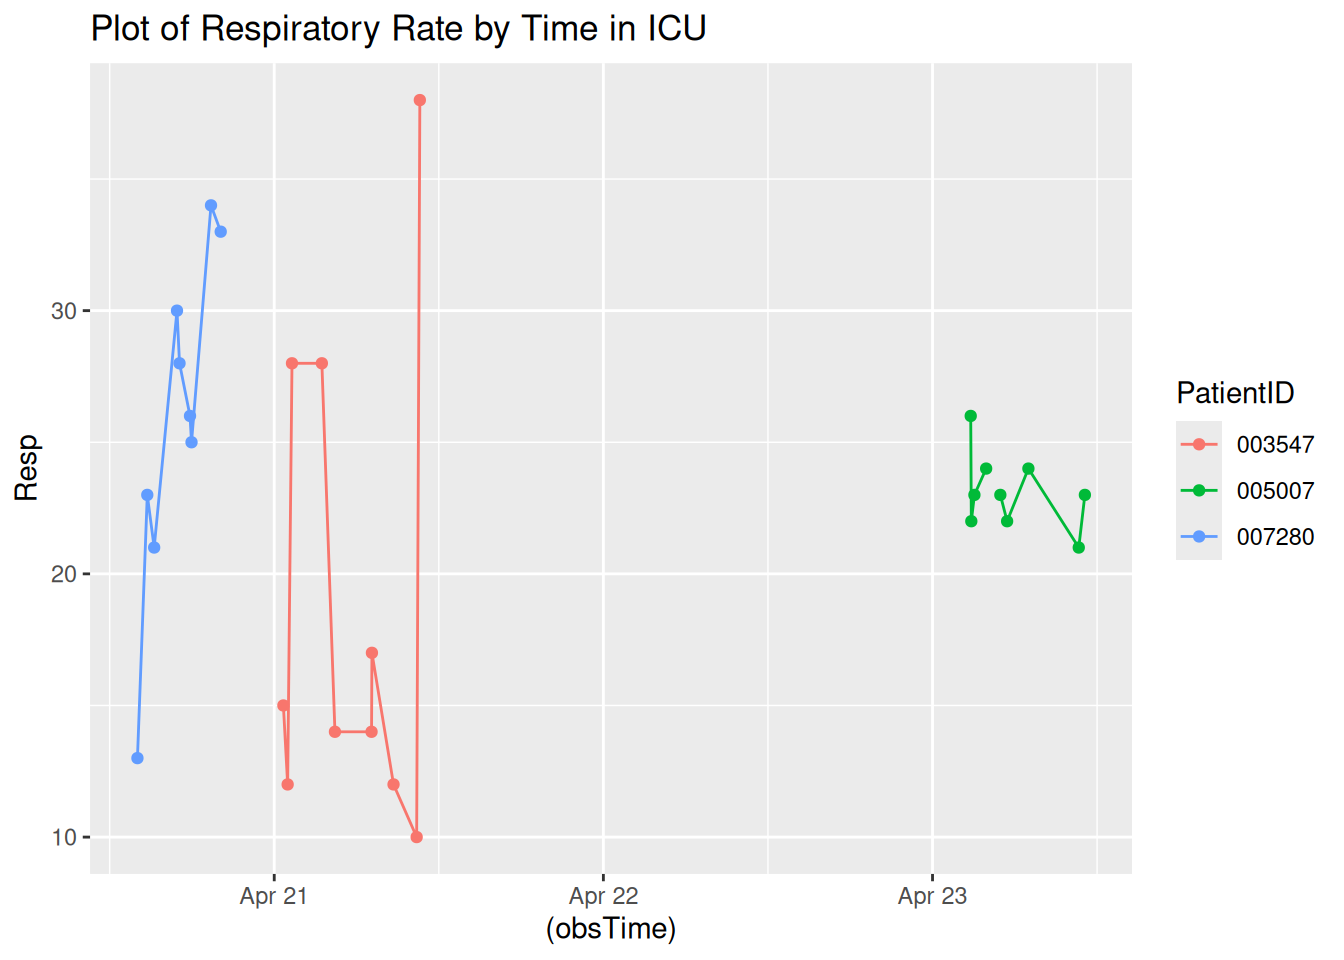 Plot of Respiratory Rate by Time in ICU
Resp
30
20
10
Apr 21
Apr 22
Apr 23
(obsTime)
PatientID
003547
005007
007280